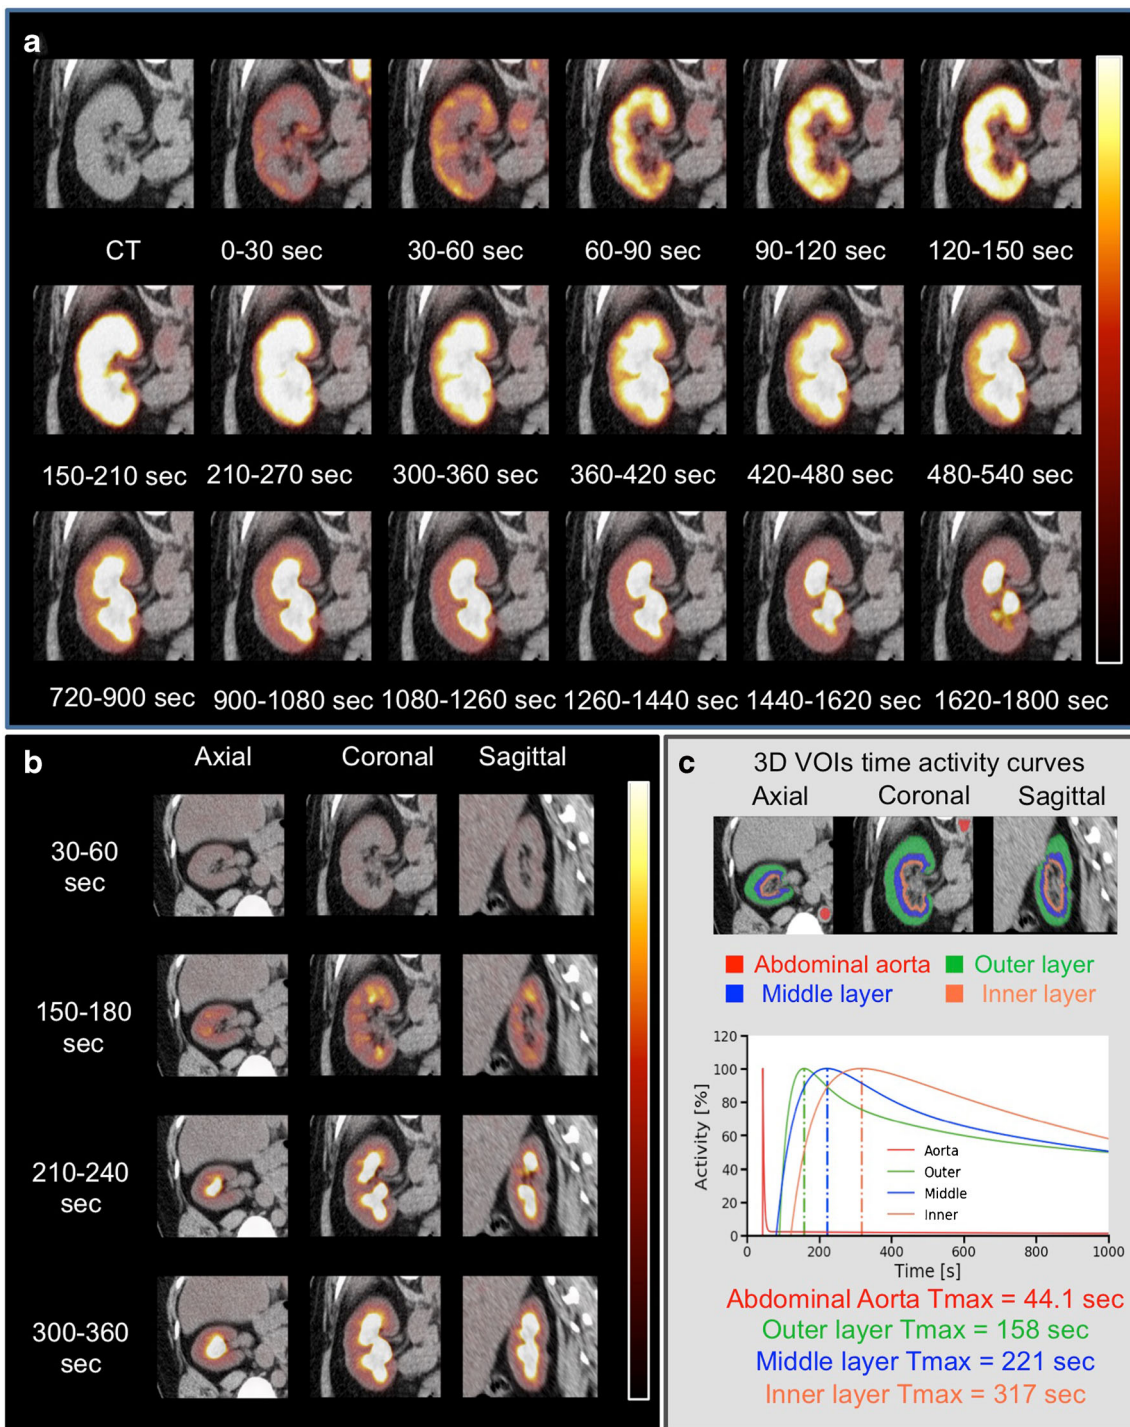 a
CT 0-30 sec 30-60 sec 60-90 sec 90-120 sec 120-150 sec
150-210 sec 210-270 sec 300-360 sec 360-420 sec 420-480 sec 480-540 sec
720-900 sec 900-1080 sec 1080-1260 sec 1260-1440 sec 1440-1620 sec 1620-1800 sec
b
Axial Coronal Sagittal
30-60
sec
150-180
sec
210-240
sec
300-360
sec
c
3D VOIs time activity curves
Axial Coronal Sagittal
Abdominal aorta Outer layer
Middle layer Inner layer
120
100
80
60
40
20
0
Activity [%]
Aorta
Outer
Middle
Inner
0 200 400 600 800 1000
Time [s]
Abdominal Aorta Tmax = 44.1 sec
Outer layer Tmax = 158 sec
Middle layer Tmax = 221 sec
Inner layer Tmax = 317 sec